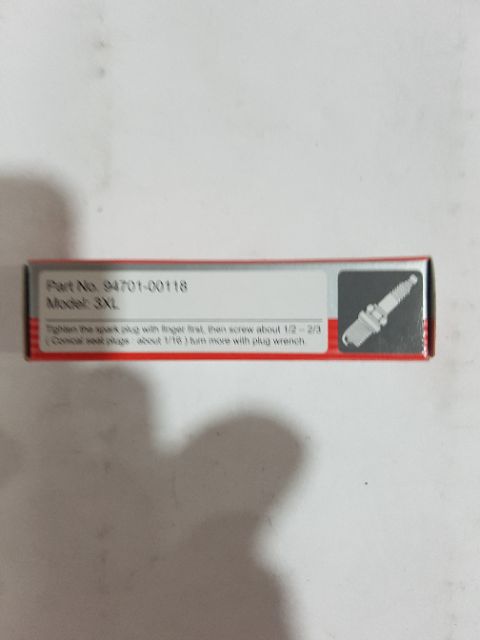 Part No. 94701-00118
Model: 3XL
Tighten the spark plug with finger first, then screw about 1/2 – 2/3
( Conical seat plugs : about 1/16 ) turn more with plug wrench.